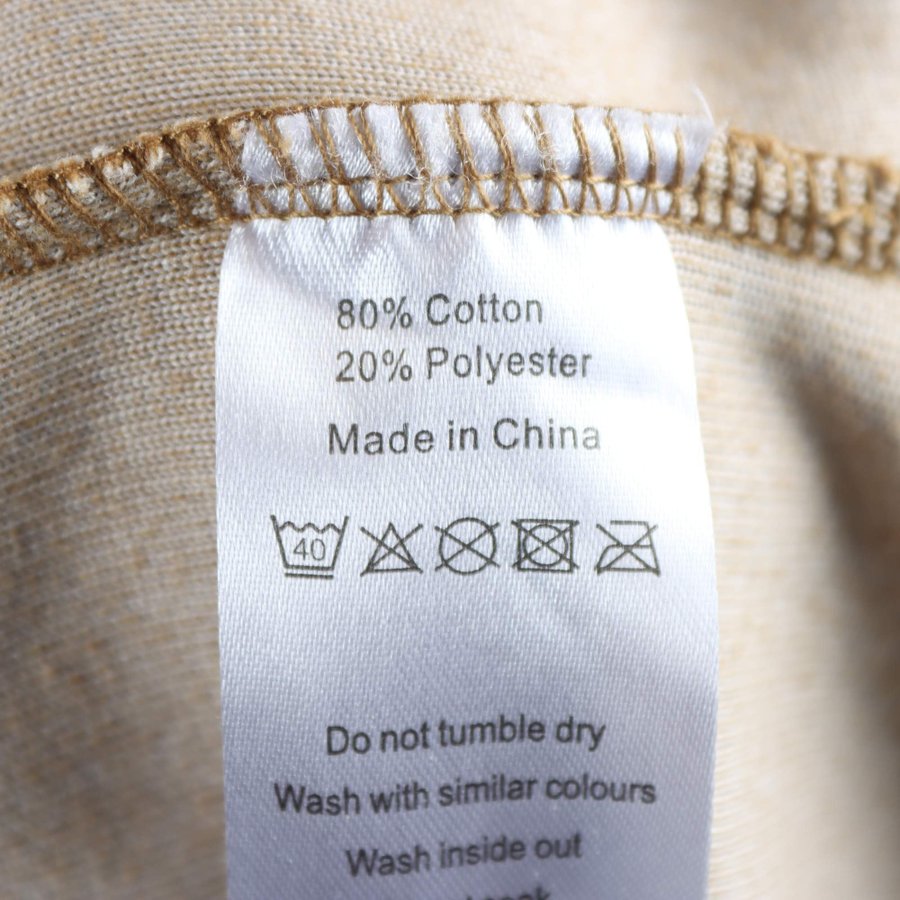 80% Cotton
20% Polyester
Made in China
40
Do not tumble dry
Wash with similar colours
Wash inside out